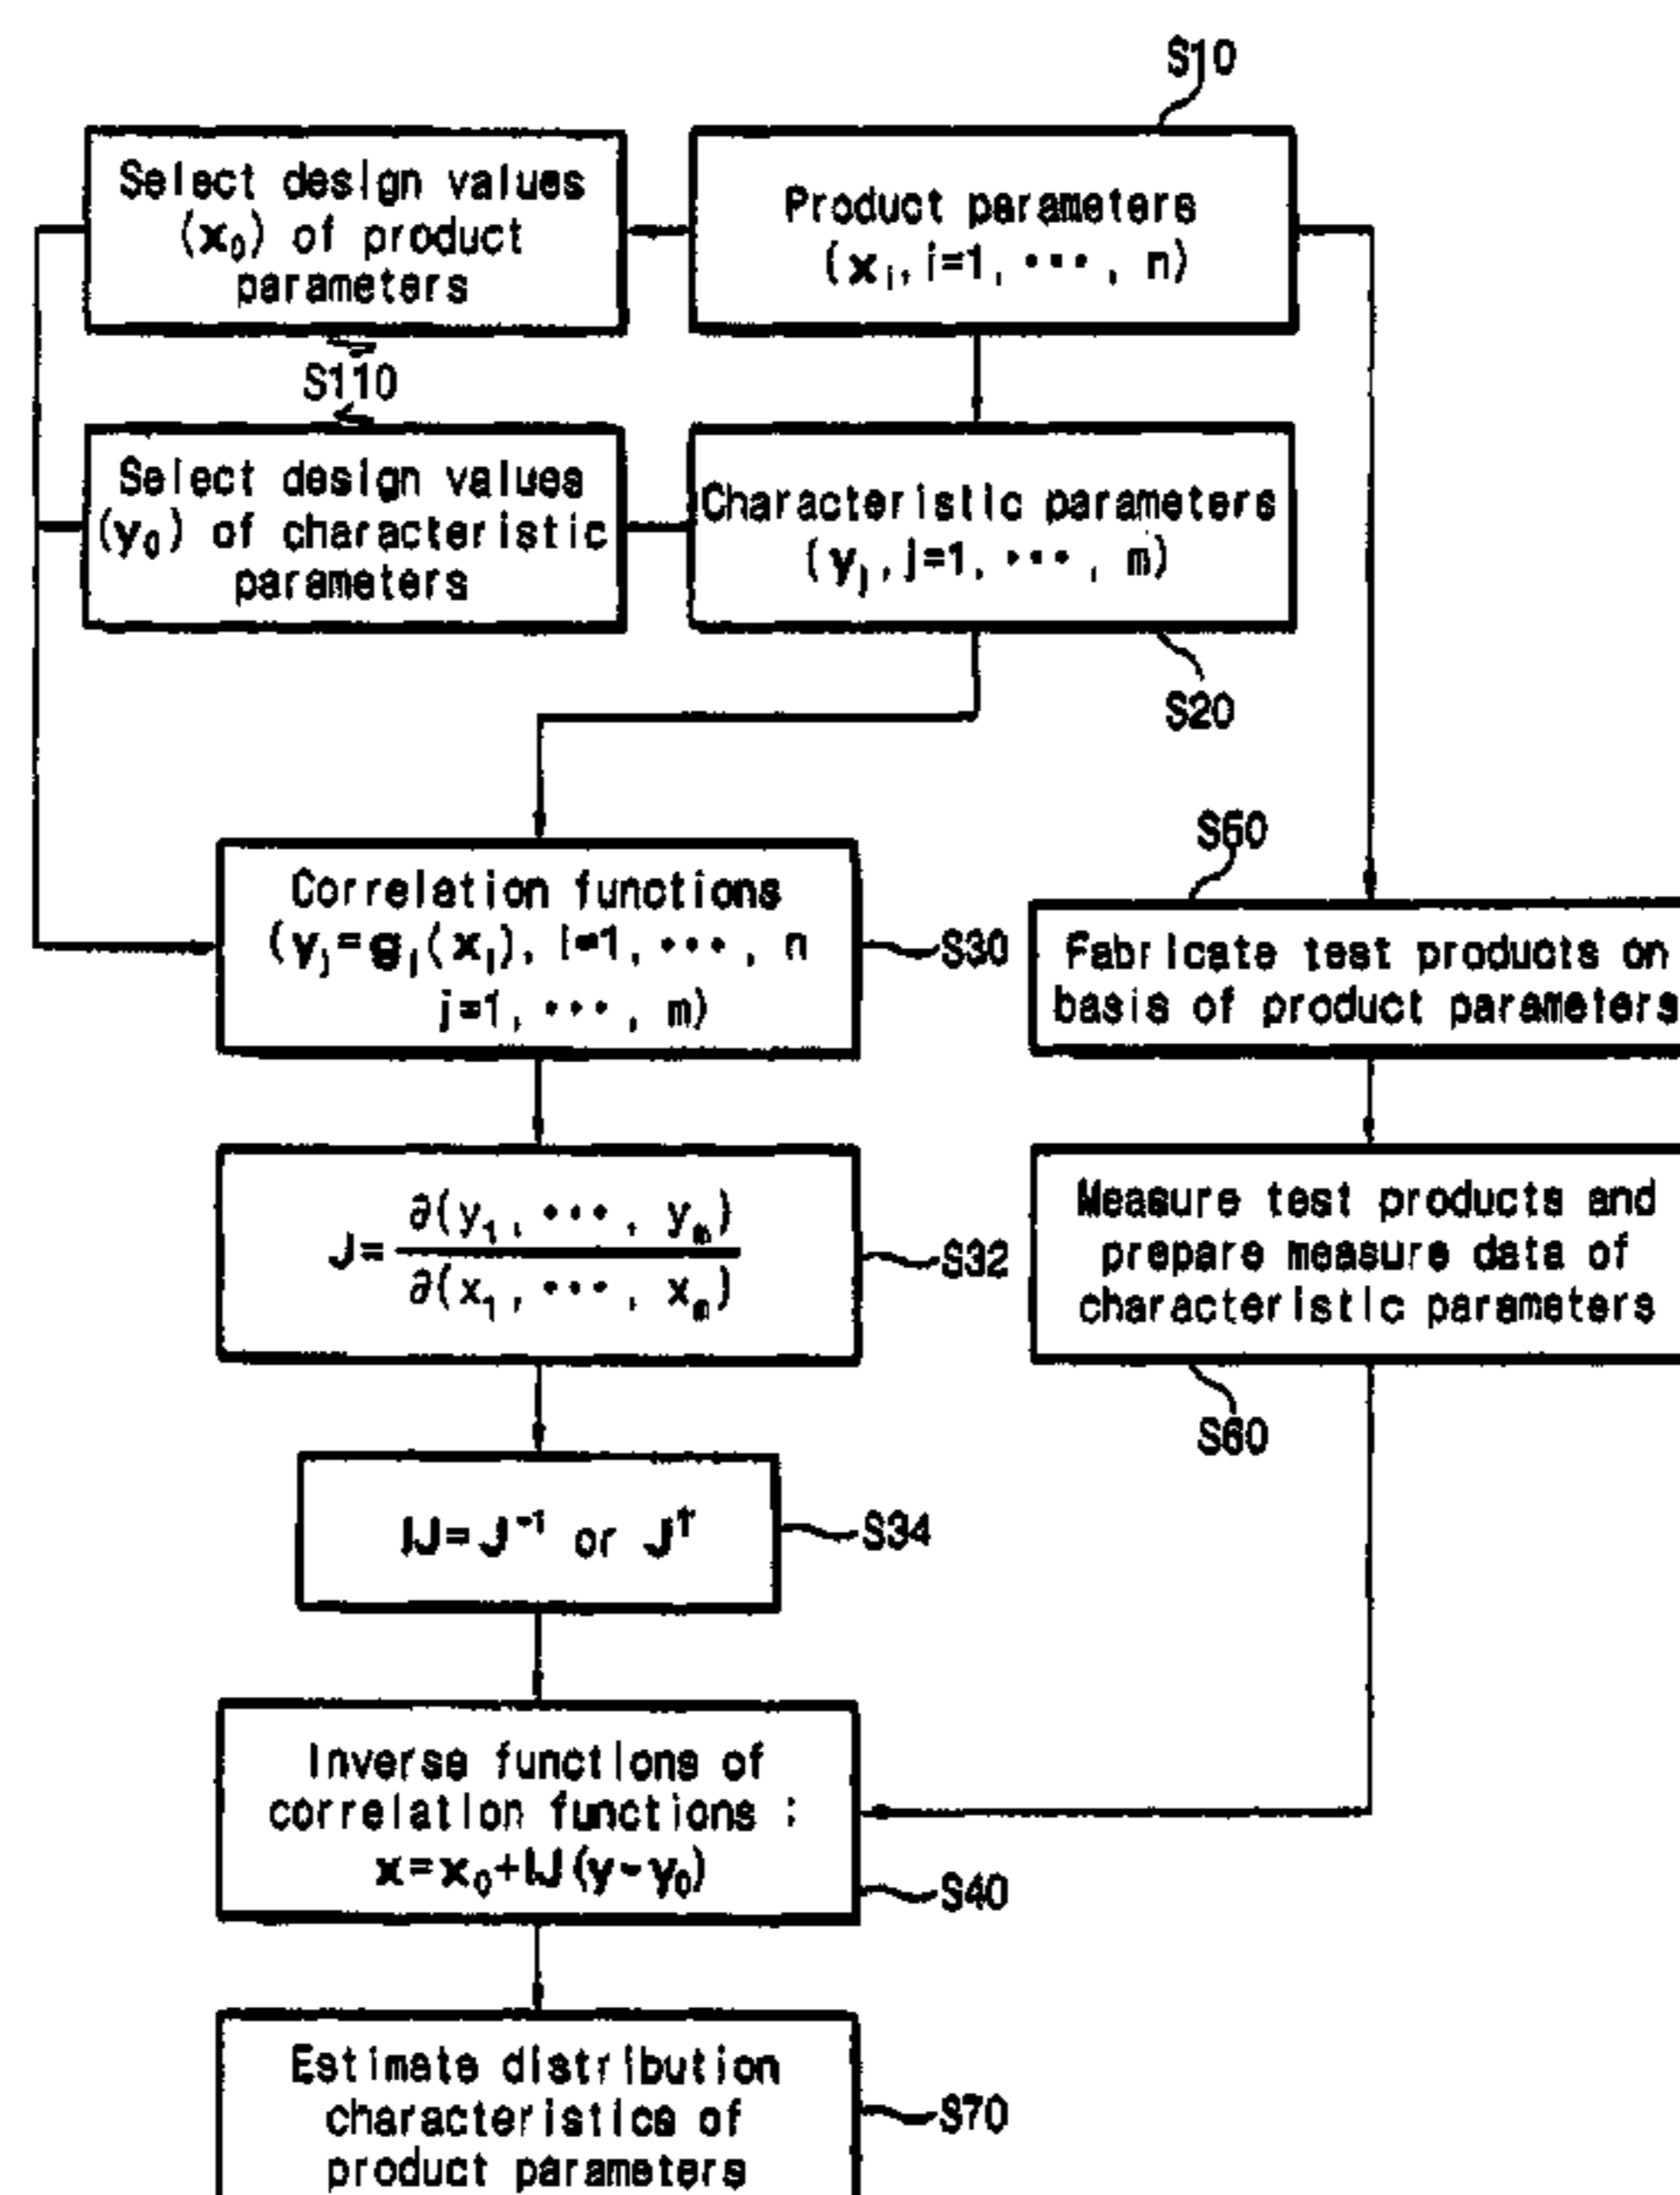 S10
Select design values
(x₀) of product
parameters
Product parameters
(xᵢ, i=1, ···, n)
S110
Select design values
(y₀) of characteristic
parameters
Characteristic parameters
(yⱼ, j=1, ···, m)
S20
Correlation functions
(yⱼ=gⱼ(xᵢ), i=1, ···, n
j=1, ···, m)
S30
S50
Fabricate test products on
basis of product parameters
J= ∂(y₁, ···, yₘ)
∂(x₁, ···, xₘ)
S32
Measure test products and
prepare measure data of
characteristic parameters
S60
IJ=J⁻¹ or J†
S34
Inverse functions of
correlation functions :
x=x₀+IJ(y-y₀)
S40
Estimate distribution
characteristics of
product parameters
S70